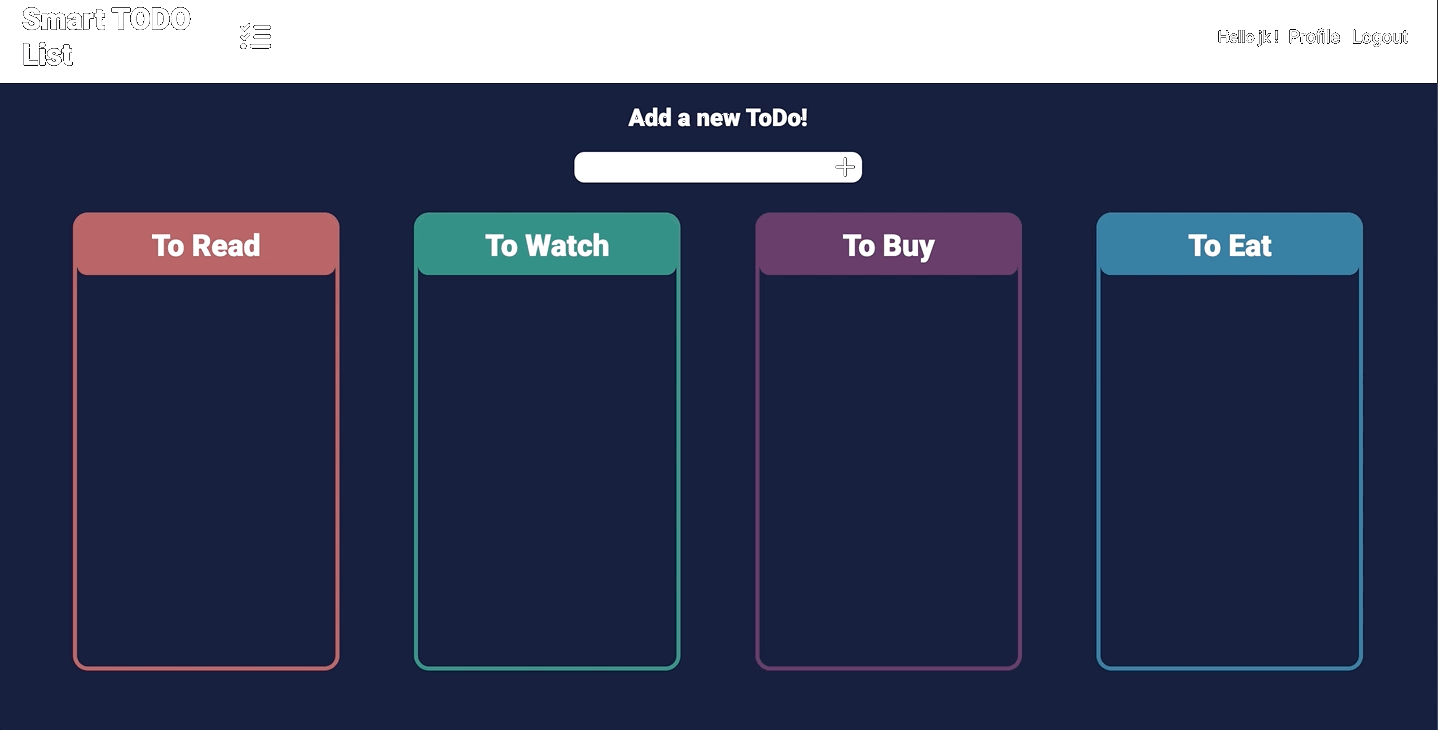 Smart TODO
List
Hello jk! Profile Logout
Add a new ToDo!
To Read To Watch To Buy To Eat